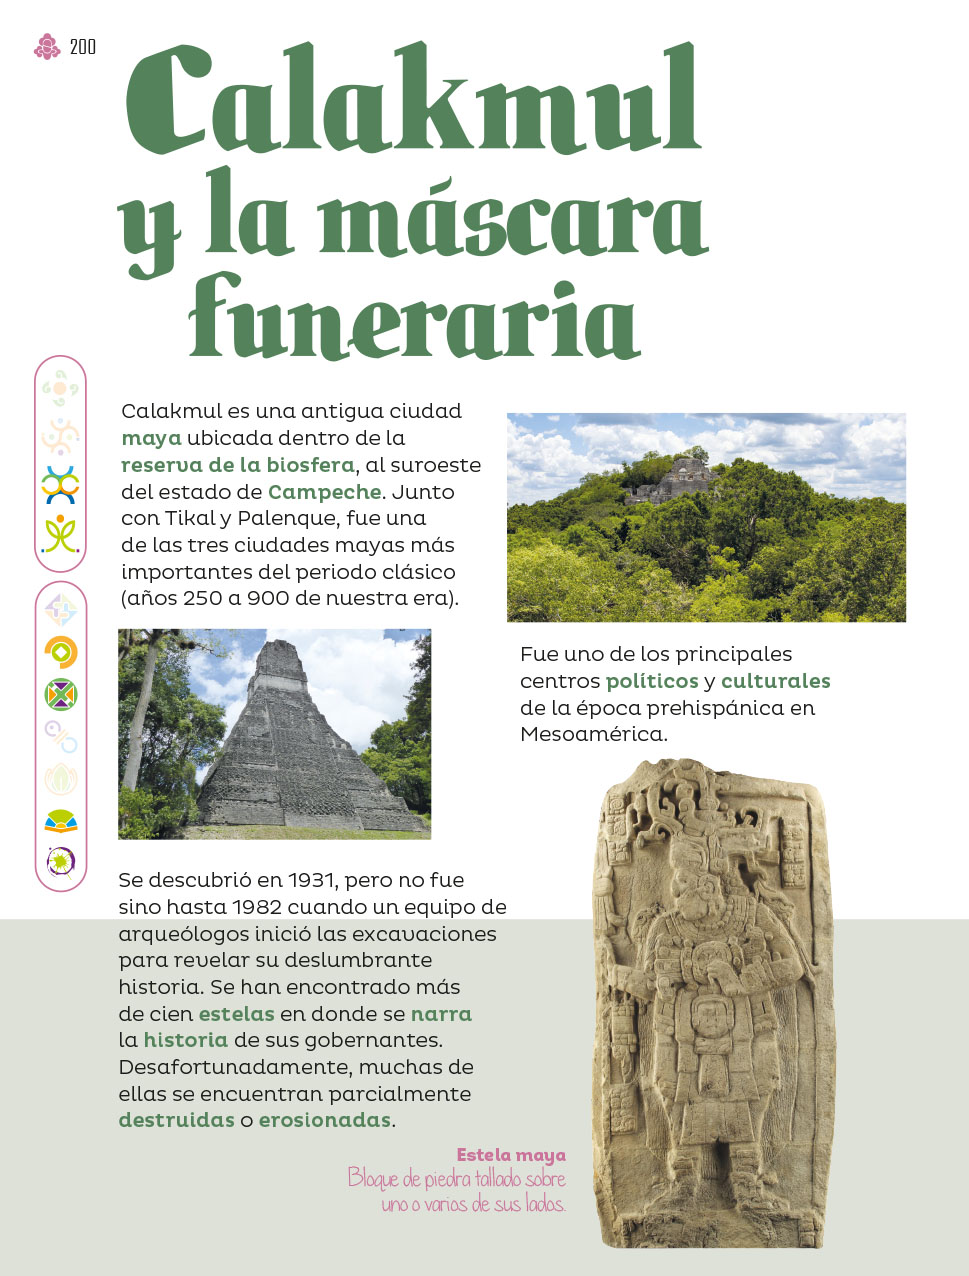 200
Calakmul
y la máscara
funeraria
Calakmul es una antigua ciudad
maya ubicada dentro de la
reserva de la biosfera, al suroeste
del estado de Campeche. Junto
con Tikal y Palenque, fue una
de las tres ciudades mayas más
importantes del periodo clásico
(años 250 a 900 de nuestra era).
Fue uno de los principales
centros políticos y culturales
de la época prehispánica en
Mesoamérica.
Se descubrió en 1931, pero no fue
sino hasta 1982 cuando un equipo de
arqueólogos inició las excavaciones
para revelar su deslumbrante
historia. Se han encontrado más
de cien estelas en donde se narra
la historia de sus gobernantes.
Desafortunadamente, muchas de
ellas se encuentran parcialmente
destruidas o erosionadas.
Estela maya
Bloque de piedra tallado sobre
uno o varios de sus lados.